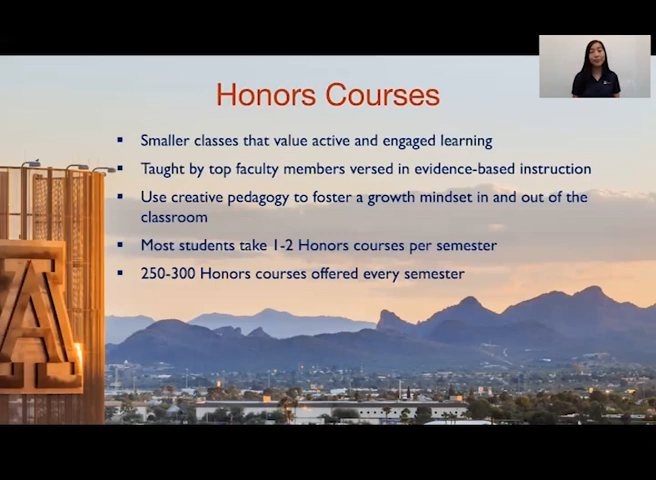 Honors Courses
▪ Smaller classes that value active and engaged learning
▪ Taught by top faculty members versed in evidence-based instruction
▪ Use creative pedagogy to foster a growth mindset in and out of the
classroom
▪ Most students take 1-2 Honors courses per semester
▪ 250-300 Honors courses offered every semester
A